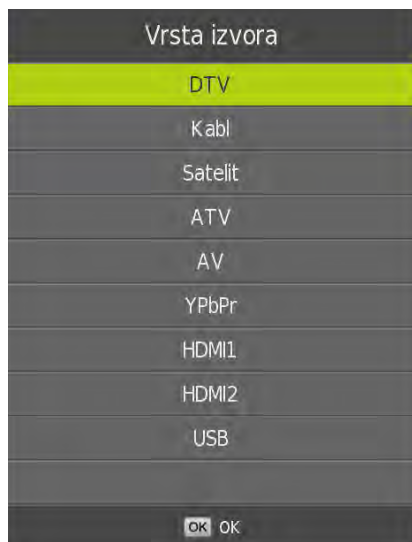 Vrsta izvora
DTV
Kabl
Satelit
ATV
AV
YPbPr
HDMI1
HDMI2
USB
OK OK